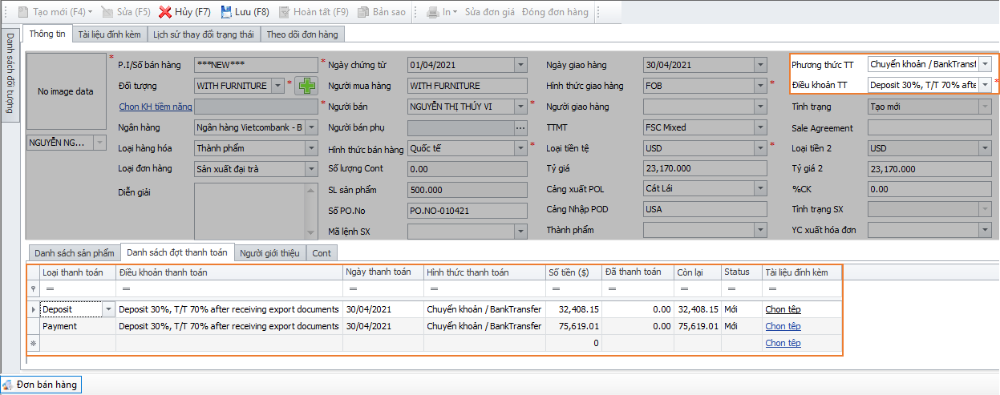 Tạo mới (F4) Sửa (F5) Hủy (F7) Lưu (F8) Hoàn tất (F9) Bản sao In Sửa đơn giá Đóng đơn hàng
Danh sách đối tượng
Thông tin Tài liệu đính kèm Lịch sử thay đổi trạng thái Theo dõi đơn hàng
No image data
NGUYỄN NG...
P.I/Số bán hàng ***NEW*** * Ngày chứng từ 01/04/2021 Ngày giao hàng 30/04/2021 Phương thức TT Chuyển khoản / BankTransf
Đối tượng WITH FURNITURE * Người mua hàng WITH FURNITURE Hình thức giao hàng FOB * Điều khoản TT Deposit 30%, T/T 70% afte *
Chọn KH tiềm năng * Người bán NGUYỄN THỊ THÚY VI * Người giao hàng Tình trạng Tạo mới
Ngân hàng Ngân hàng Vietcombank - B Người bán phụ ... TTMT FSC Mixed Sale Agreement
Loại hàng hóa Thành phẩm Hình thức bán hàng Quốc tế * Loại tiền tệ USD * Loại tiền 2 USD
Loại đơn hàng Sản xuất đại trà Số lượng Cont 0.00 Tỷ giá 23,170.000 Tỷ giá 2 23,170.000
Diễn giải SL sản phẩm 500.000 Cảng xuất POL Cát Lái %CK 0.00
Số PO.No PO.NO-010421 Cảng Nhập POD USA Tình trạng SX
Mã lệnh SX Thành phẩm YC xuất hóa đơn
Danh sách sản phẩm Danh sách đợt thanh toán Người giới thiệu Cont
Loại thanh toán Điều khoản thanh toán Ngày thanh toán Hình thức thanh toán Số tiền ($) Đã thanh toán Còn lại Status Tài liệu đính kèm
= = = = = = = = =
Deposit Deposit 30%, T/T 70% after receiving export documents 30/04/2021 Chuyển khoản / BankTransfer 32,408.15 0.00 32,408.15 Mới Chọn tệp
Payment Deposit 30%, T/T 70% after receiving export documents 30/04/2021 Chuyển khoản / BankTransfer 75,619.01 0.00 75,619.01 Mới Chọn tệp
0 Chọn tệp
Đơn bán hàng